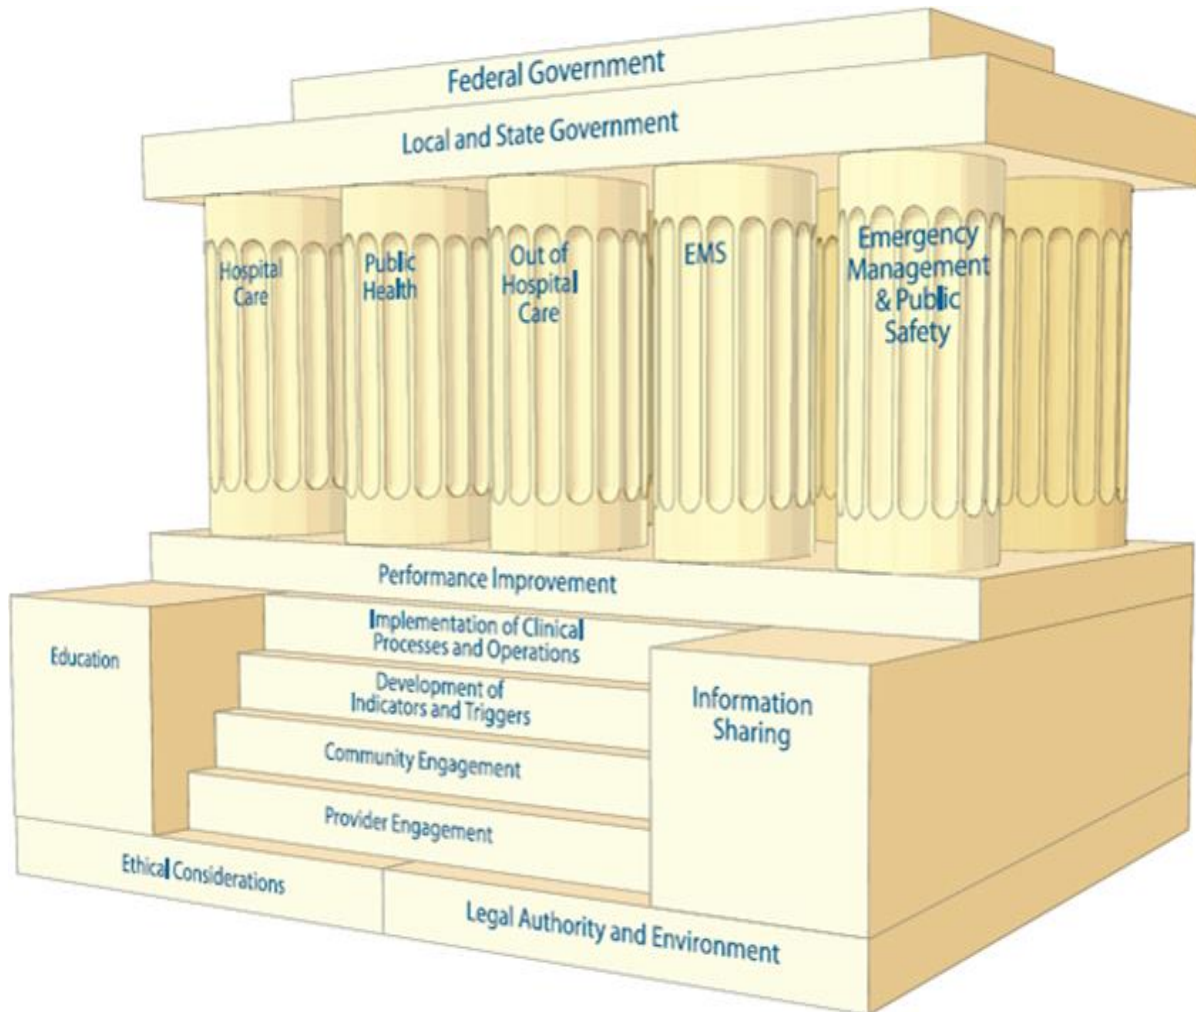 Federal Government
Local and State Government
Hospital
Care
Public
Health
Out of
Hospital
Care
EMS
Emergency
Management
& Public
Safety
Performance Improvement
Implementation of Clinical
Processes and Operations
Education
Development of
Indicators and Triggers
Information
Sharing
Community Engagement
Provider Engagement
Ethical Considerations
Legal Authority and Environment